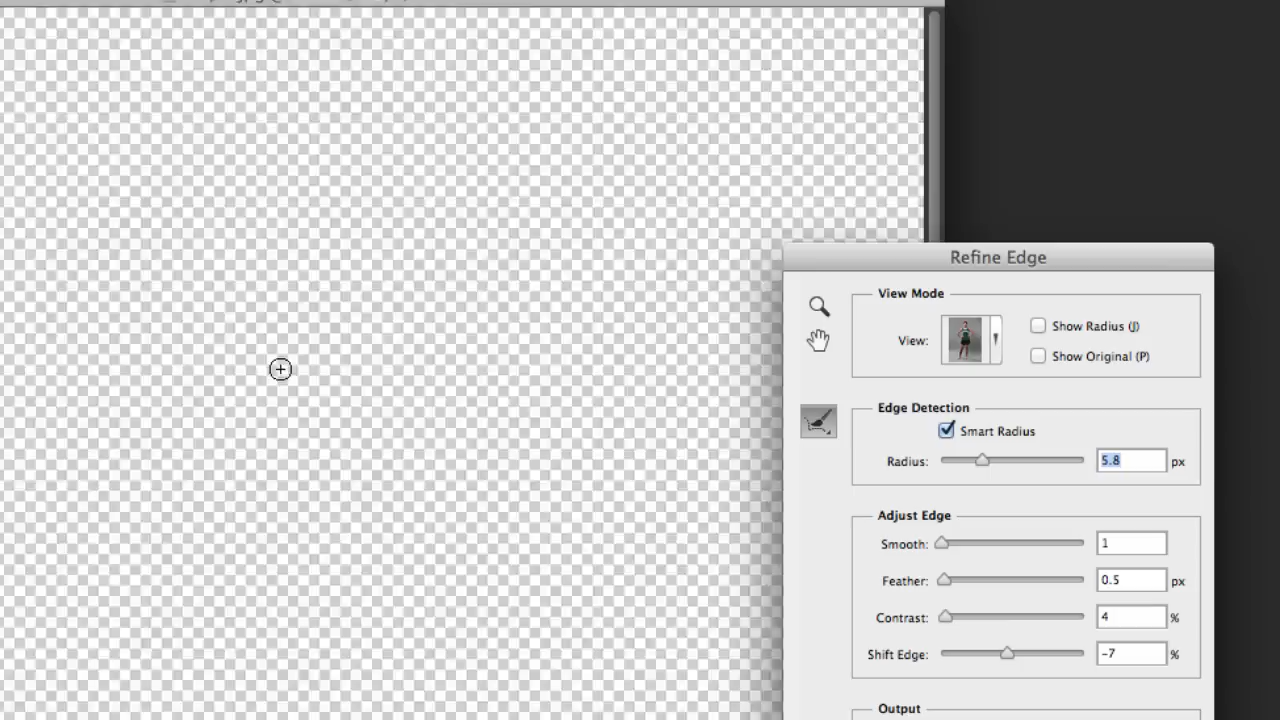 Refine Edge
View Mode
View:
Show Radius (J)
Show Original (P)
Edge Detection
Smart Radius
Radius: 5.8 px
Adjust Edge
Smooth: 1
Feather: 0.5 px
Contrast: 4 %
Shift Edge: -7 %
Output